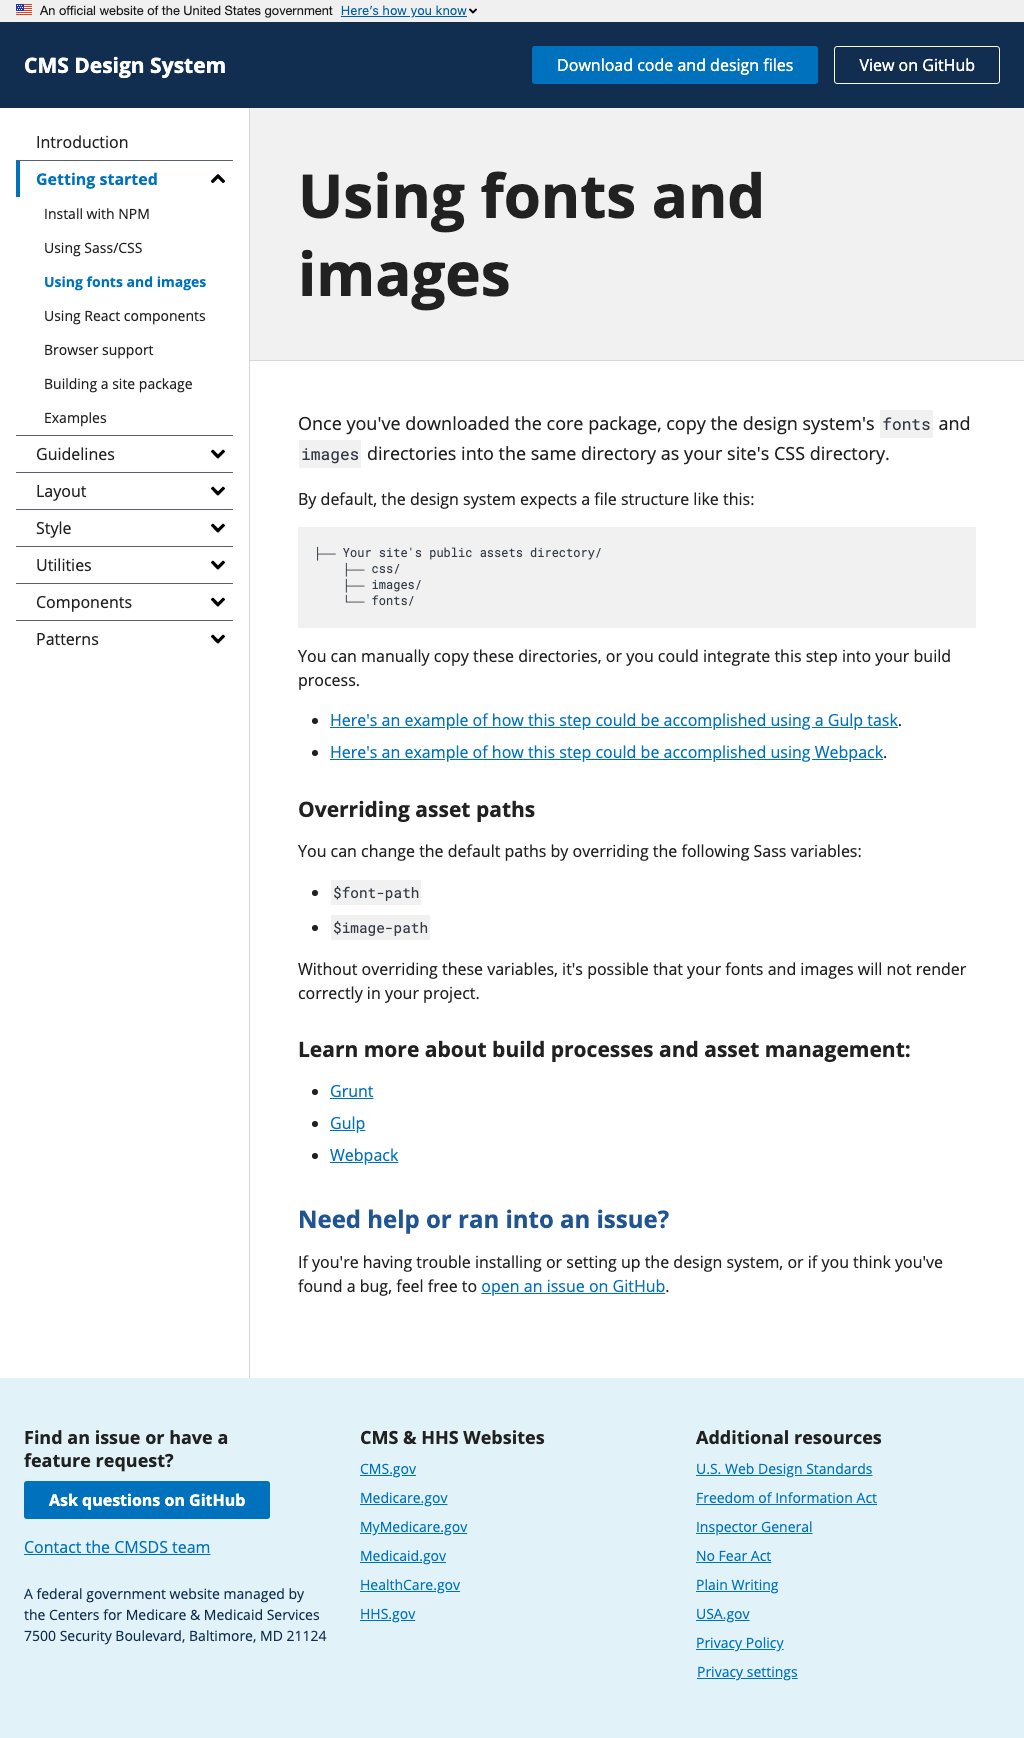 An official website of the United States government Here's how you know
CMS Design System
Download code and design files
View on GitHub
Introduction
Getting started
Install with NPM
Using Sass/CSS
Using fonts and images
Using React components
Browser support
Building a site package
Examples
Guidelines
Layout
Style
Utilities
Components
Patterns
Using fonts and
images
Once you've downloaded the core package, copy the design system's fonts and
images directories into the same directory as your site's CSS directory.
By default, the design system expects a file structure like this:
├── Your site's public assets directory/
    ├── css/
    ├── images/
    └── fonts/
You can manually copy these directories, or you could integrate this step into your build
process.
• Here's an example of how this step could be accomplished using a Gulp task.
• Here's an example of how this step could be accomplished using Webpack.
Overriding asset paths
You can change the default paths by overriding the following Sass variables:
• $font-path
• $image-path
Without overriding these variables, it's possible that your fonts and images will not render
correctly in your project.
Learn more about build processes and asset management:
• Grunt
• Gulp
• Webpack
Need help or ran into an issue?
If you're having trouble installing or setting up the design system, or if you think you've
found a bug, feel free to open an issue on GitHub.
Find an issue or have a
feature request?
Ask questions on GitHub
Contact the CMSDS team
A federal government website managed by
the Centers for Medicare & Medicaid Services
7500 Security Boulevard, Baltimore, MD 21124
CMS & HHS Websites
CMS.gov
Medicare.gov
MyMedicare.gov
Medicaid.gov
HealthCare.gov
HHS.gov
Additional resources
U.S. Web Design Standards
Freedom of Information Act
Inspector General
No Fear Act
Plain Writing
USA.gov
Privacy Policy
Privacy settings